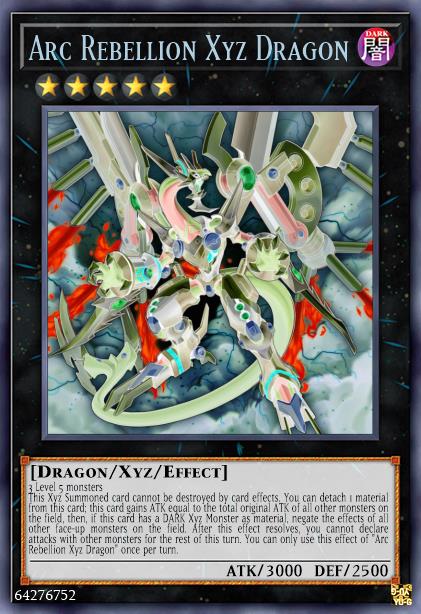 Arc Rebellion Xyz Dragon
DARK
闇
[Dragon/Xyz/Effect]
3 Level 5 monsters
This Xyz Summoned card cannot be destroyed by card effects. You can detach 1 material
from this card; this card gains ATK equal to the total original ATK of all other monsters on
the field, then, if this card has a DARK Xyz Monster as material, negate the effects of all
other face-up monsters on the field. After this effect resolves, you cannot declare
attacks with other monsters for the rest of this turn. You can only use this effect of "Arc
Rebellion Xyz Dragon" once per turn.
ATK/3000 DEF/2500
64276752